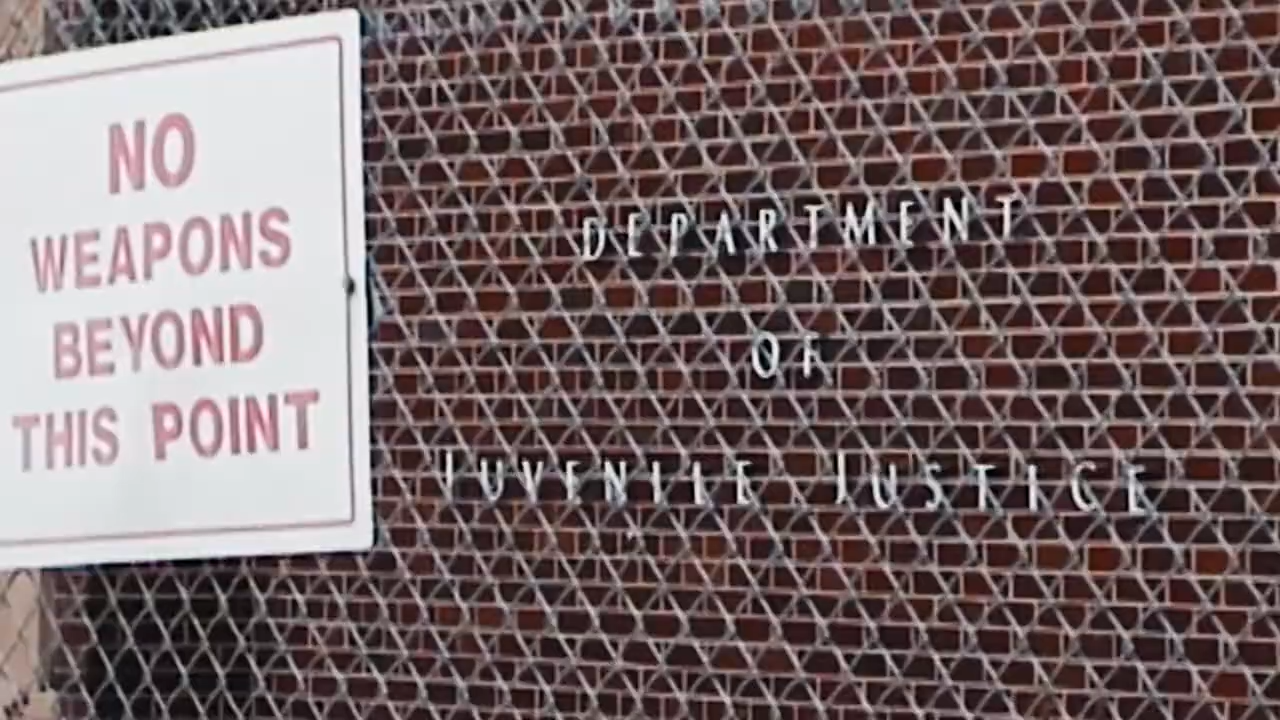 NO
WEAPONS
BEYOND
THIS POINT
DEPARTMENT
OF
JUVENILE JUSTICE